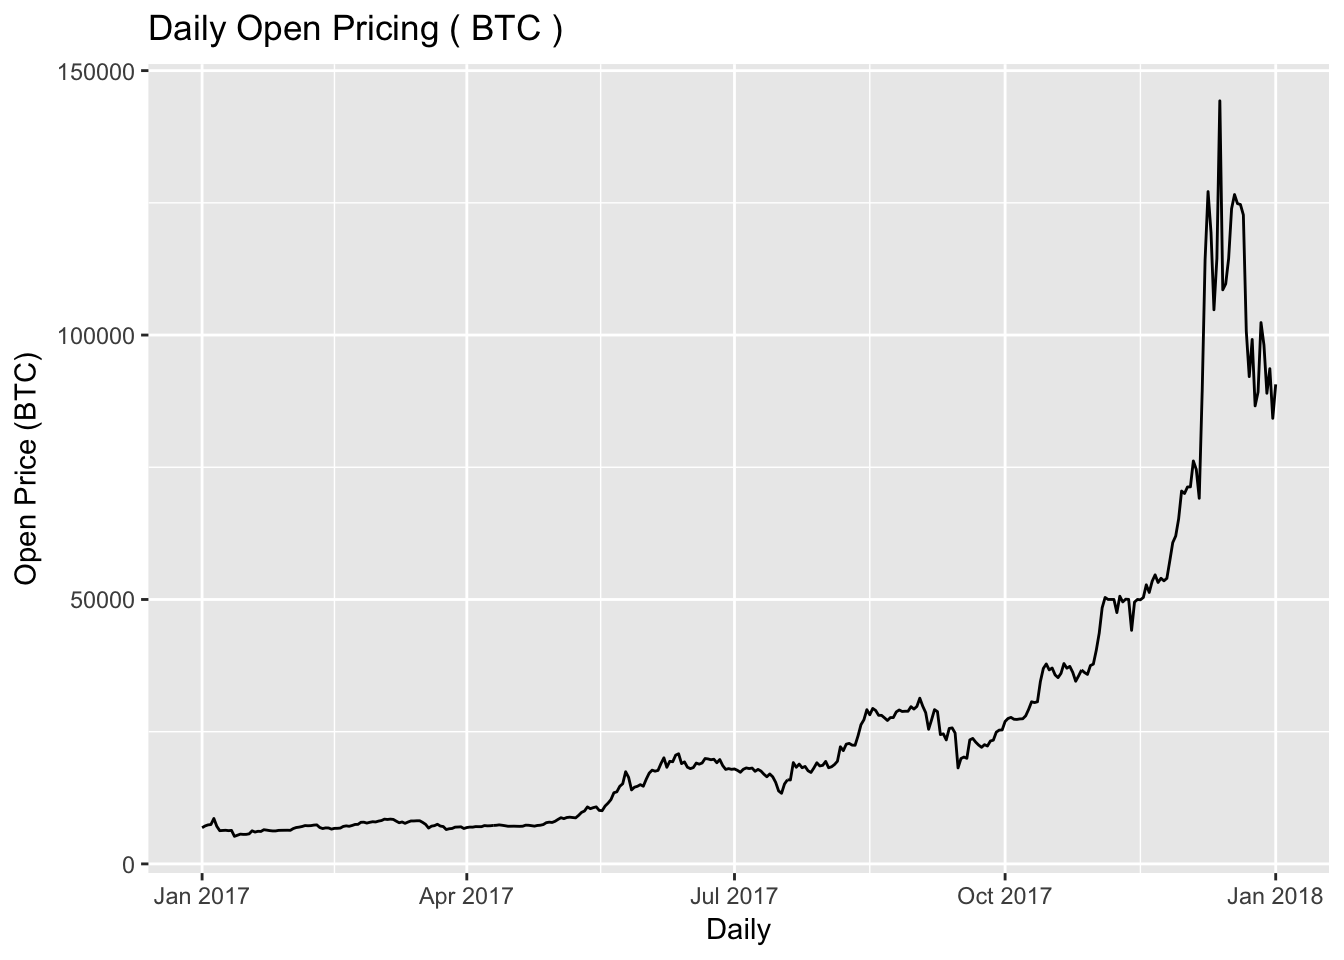 Daily Open Pricing ( BTC )
150000
100000
50000
0
Open Price (BTC)
Jan 2017
Apr 2017
Jul 2017
Oct 2017
Jan 2018
Daily